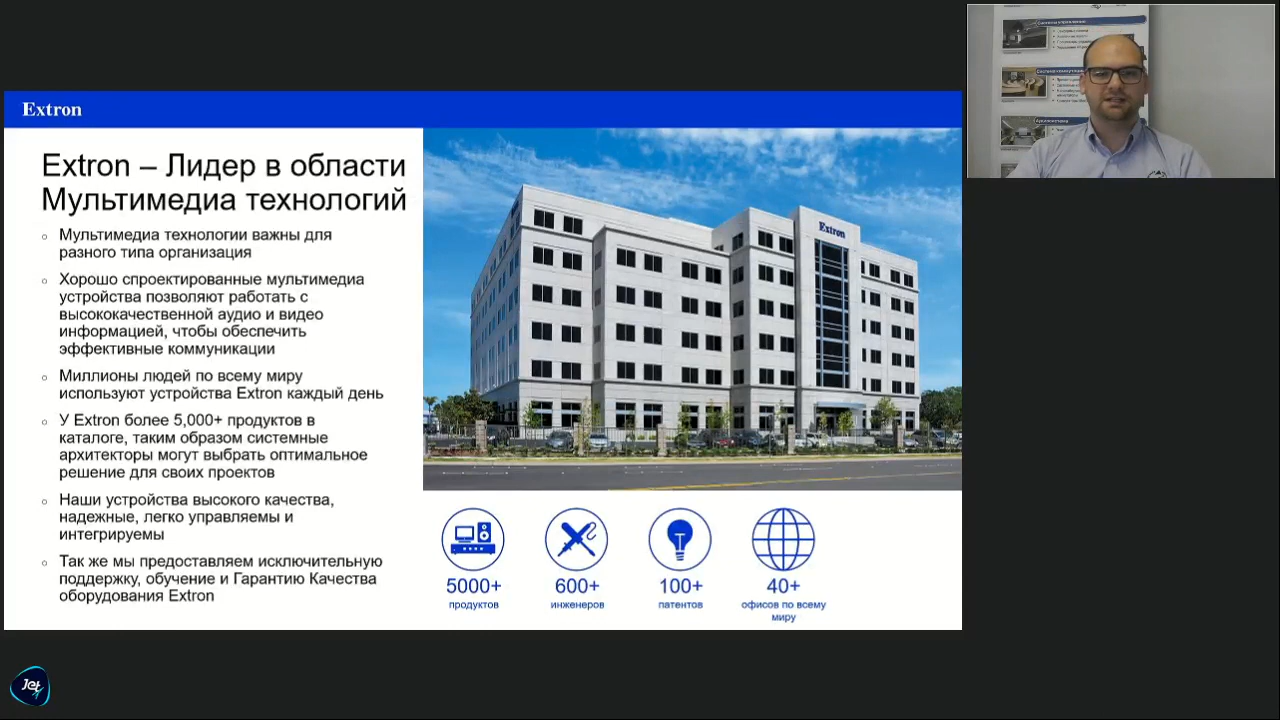 Extron
Extron – Лидер в области
Мультимедиа технологий
Мультимедиа технологии важны для
разного типа организация
Хорошо спроектированные мультимедиа
устройства позволяют работать с
высококачественной аудио и видео
информацией, чтобы обеспечить
эффективные коммуникации
Миллионы людей по всему миру
используют устройства Extron каждый день
У Extron более 5,000+ продуктов в
каталоге, таким образом системные
архитекторы могут выбрать оптимальное
решение для своих проектов
Наши устройства высокого качества,
надежные, легко управляемы и
интегрируемы
Так же мы предоставляем исключительную
поддержку, обучение и Гарантию Качества
оборудования Extron
Extron
5000+
продуктов
600+
инженеров
100+
патентов
40+
офисов по всему
миру
Системы управления
Аудиосистемы
Jet